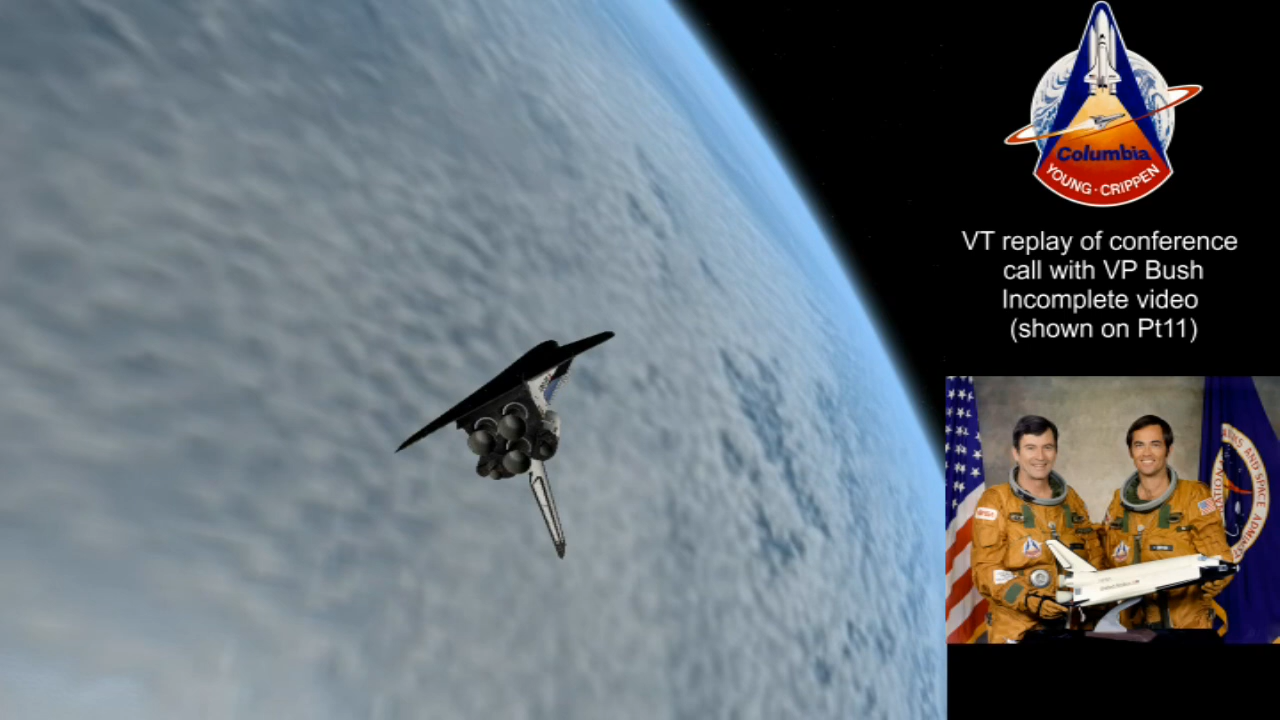 Columbia
YOUNG · CRIPPEN
VT replay of conference
call with VP Bush
Incomplete video
(shown on Pt11)